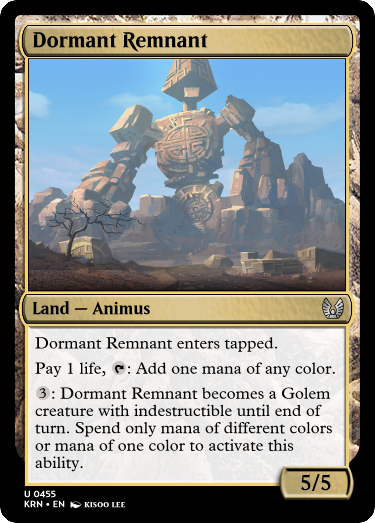 Dormant Remnant
Land — Animus
Dormant Remnant enters tapped.
Pay 1 life, : Add one mana of any color.
3: Dormant Remnant becomes a Golem
creature with indestructible until end of
turn. Spend only mana of different colors
or mana of one color to activate this
ability.
5/5
U 0455
KRN • EN KISOO LEE